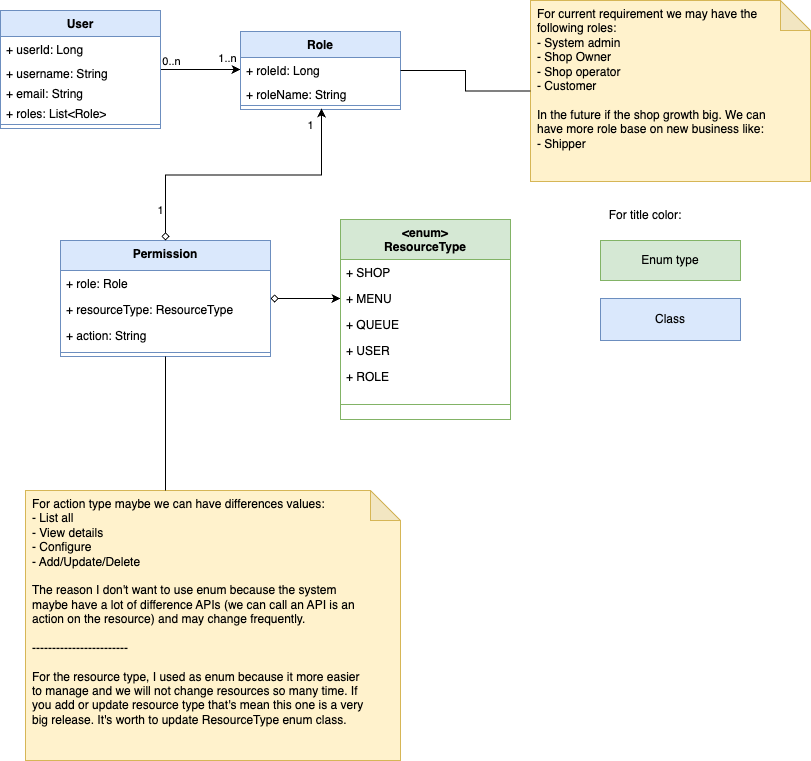 User
+ userId: Long
+ username: String
+ email: String
+ roles: List<Role>
0..n
1..n
Role
+ roleId: Long
+ roleName: String
For current requirement we may have the
following roles:
- System admin
- Shop Owner
- Shop operator
- Customer
In the future if the shop growth big. We can
have more role base on new business like:
- Shipper
1
1
For title color:
Enum type
Class
Permission
+ role: Role
+ resourceType: ResourceType
+ action: String
<enum>
ResourceType
+ SHOP
+ MENU
+ QUEUE
+ USER
+ ROLE
For action type maybe we can have differences values:
- List all
- View details
- Configure
- Add/Update/Delete
The reason I don't want to use enum because the system
maybe have a lot of difference APIs (we can call an API is an
action on the resource) and may change frequently.
------------------------
For the resource type, I used as enum because it more easier
to manage and we will not change resources so many time. If
you add or update resource type that's mean this one is a very
big release. It's worth to update ResourceType enum class.